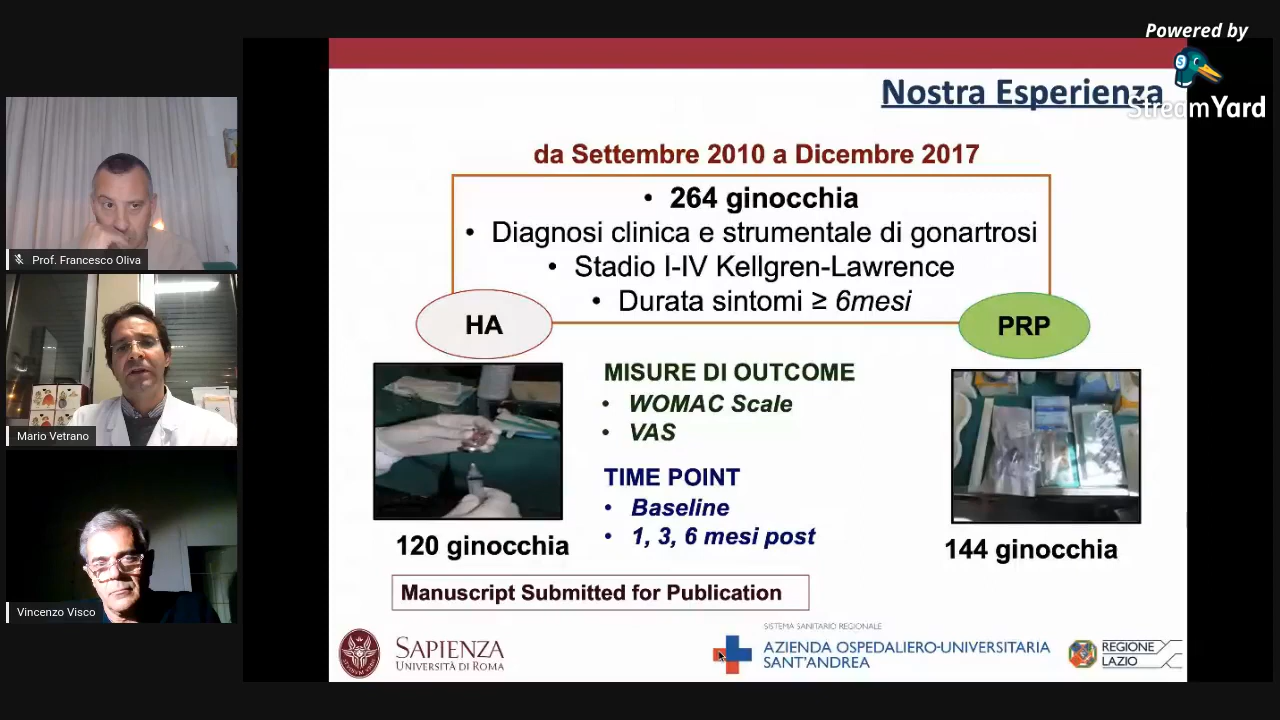 Powered by
StreamYard
Nostra Esperienza
da Settembre 2010 a Dicembre 2017
• 264 ginocchia
• Diagnosi clinica e strumentale di gonartrosi
• Stadio I-IV Kellgren-Lawrence
• Durata sintomi ≥ 6mesi
HA
PRP
MISURE DI OUTCOME
• WOMAC Scale
• VAS
TIME POINT
• Baseline
• 1, 3, 6 mesi post
120 ginocchia
144 ginocchia
Manuscript Submitted for Publication
SAPIENZA
UNIVERSITÀ DI ROMA
SISTEMA SANITARIO REGIONALE
AZIENDA OSPEDALIERO-UNIVERSITARIA
SANT'ANDREA
REGIONE
LAZIO
Prof. Francesco Oliva
Mario Vetrano
Vincenzo Visco